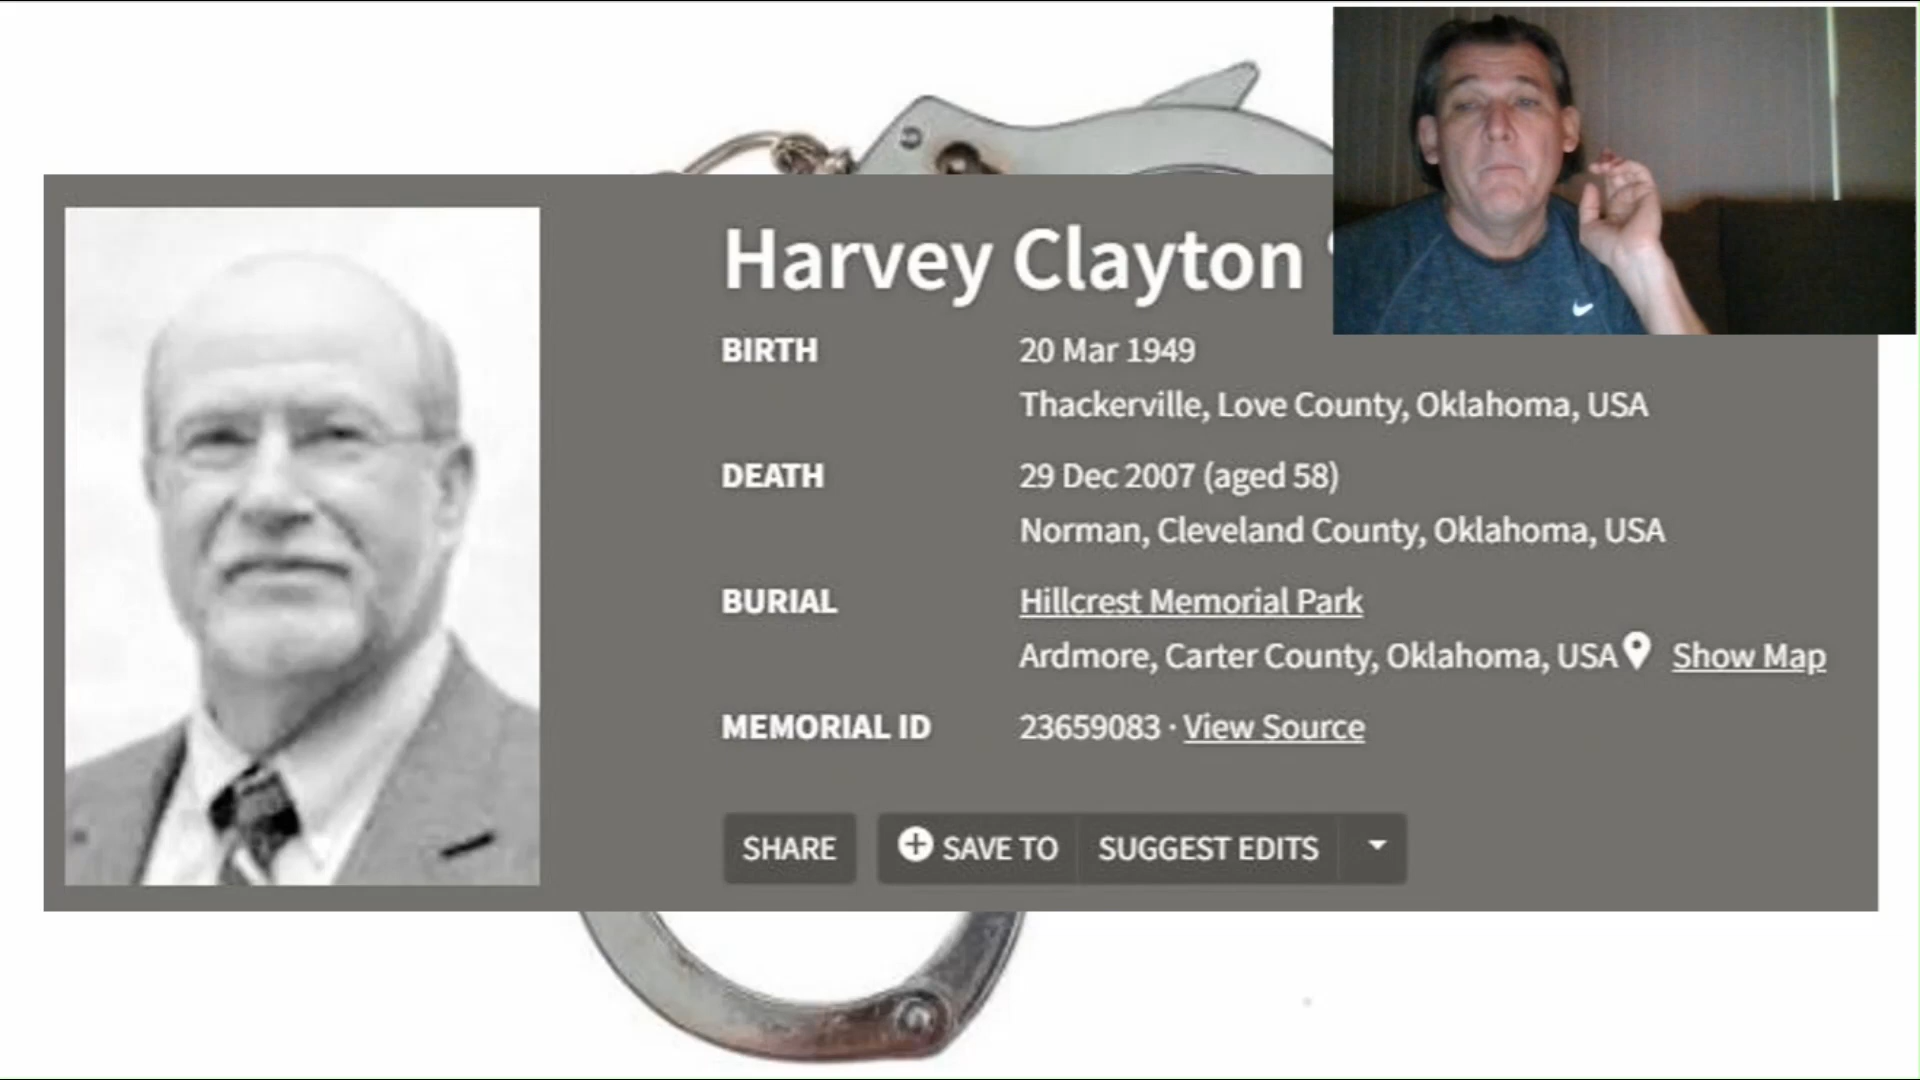 Harvey Clayton
BIRTH
20 Mar 1949
Thackerville, Love County, Oklahoma, USA
DEATH
29 Dec 2007 (aged 58)
Norman, Cleveland County, Oklahoma, USA
BURIAL
Hillcrest Memorial Park
Ardmore, Carter County, Oklahoma, USA Show Map
MEMORIAL ID
23659083 · View Source
SHARE SAVE TO SUGGEST EDITS